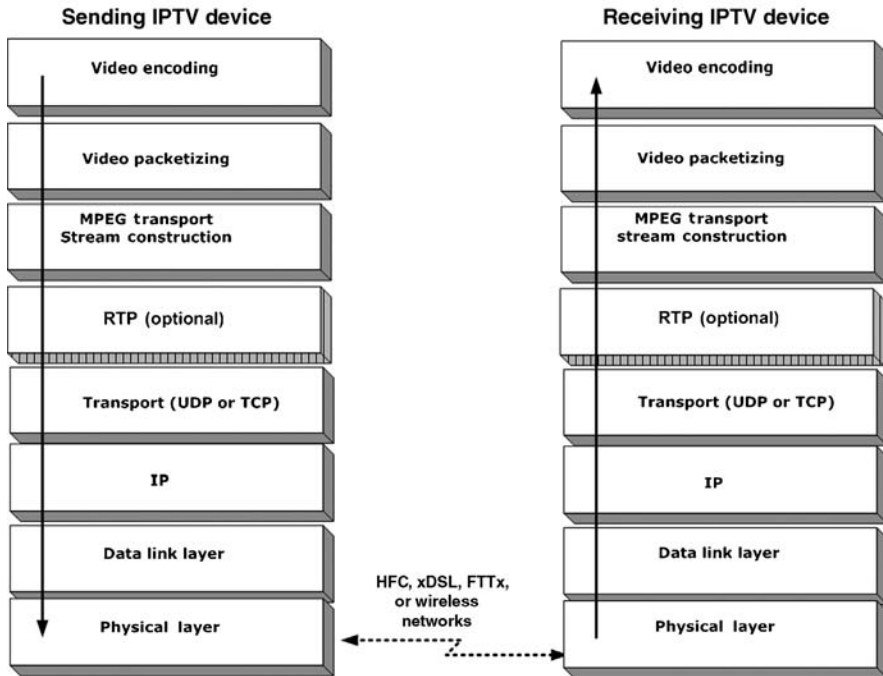 Sending IPTV device
Video encoding
Video packetizing
MPEG transport
Stream construction
RTP (optional)
Transport (UDP or TCP)
IP
Data link layer
Physical layer
HFC, xDSL, FTTx,
or wireless
networks
Receiving IPTV device
Video encoding
Video packetizing
MPEG transport
stream construction
RTP (optional)
Transport (UDP or TCP)
IP
Data link layer
Physical layer